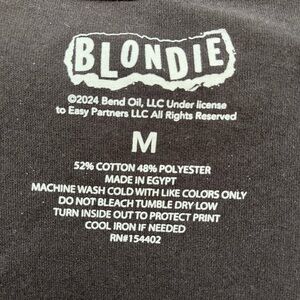 BLONDIE
©2024 Bend Oil, LLC Under license
to Easy Partners LLC All Rights Reserved
M
52% COTTON 48% POLYESTER
MADE IN EGYPT
MACHINE WASH COLD WITH LIKE COLORS ONLY
DO NOT BLEACH TUMBLE DRY LOW
TURN INSIDE OUT TO PROTECT PRINT
COOL IRON IF NEEDED
RN#154402